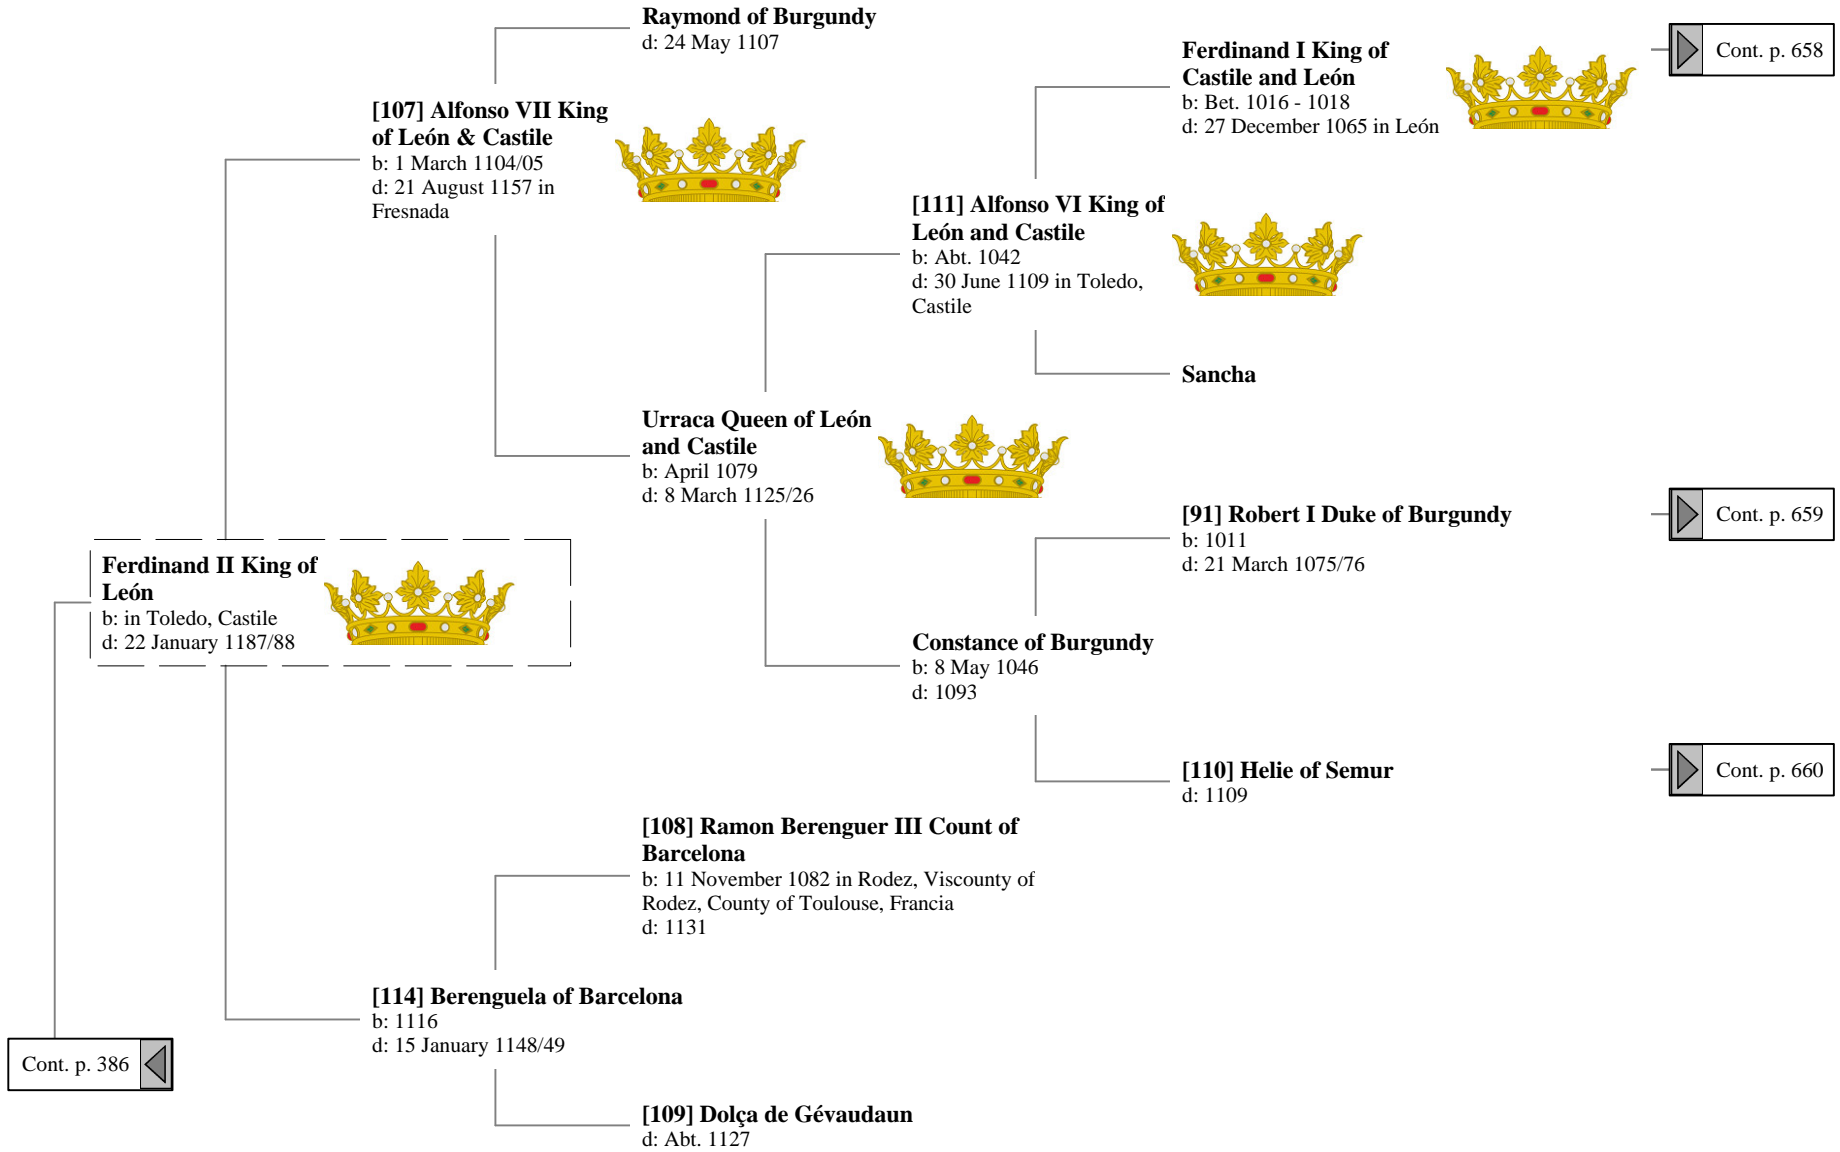 Raymond of Burgundy
d: 24 May 1107
Ferdinand I King of
Castile and León
b: Bet. 1016 - 1018
d: 27 December 1065 in León
Cont. p. 658
[107] Alfonso VII King
of León & Castile
b: 1 March 1104/05
d: 21 August 1157 in
Fresnada
[111] Alfonso VI King of
León and Castile
b: Abt. 1042
d: 30 June 1109 in Toledo,
Castile
Sancha
Urraca Queen of León
and Castile
b: April 1079
d: 8 March 1125/26
[91] Robert I Duke of Burgundy
b: 1011
d: 21 March 1075/76
Cont. p. 659
Ferdinand II King of
León
b: in Toledo, Castile
d: 22 January 1187/88
Constance of Burgundy
b: 8 May 1046
d: 1093
[110] Helie of Semur
d: 1109
Cont. p. 660
[108] Ramon Berenguer III Count of
Barcelona
b: 11 November 1082 in Rodez, Viscounty of
Rodez, County of Toulouse, Francia
d: 1131
[114] Berenguela of Barcelona
b: 1116
d: 15 January 1148/49
Cont. p. 386
[109] Dolça de Gévaudaun
d: Abt. 1127